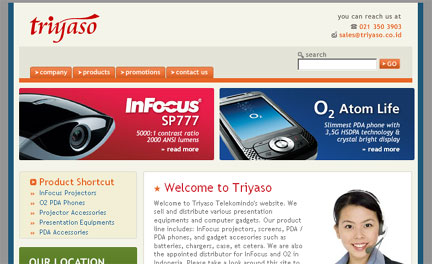 triyaso
you can reach us at
021 350 3903
sales@triyaso.co.id
search
GO
company
products
promotions
contact us
InFocus
SP777
5000:1 contrast ratio
2000 ANSI lumens
» read more
O2 Atom Life
Slimmest PDA phone with
3,5G HSDPA technology &
crystal bright display
» read more
Product Shortcut
InFocus Projectors
O2 PDA Phones
Projector Accessories
Presentation Equipments
PDA Accessories
OUR LOCATION
Welcome to Triyaso
Welcome to Triyaso Telekomindo's website. We
sell and distribute various presentation
equipments and computer gadgets. Our product
line includes: InFocus projectors, screens, PDA /
PDA phones, and gadget accesories such as
batteries, chargers, case, et cetera. We are also
the appointed distributor for InFocus and O2 in
Indonesia. Please take a look around this site to